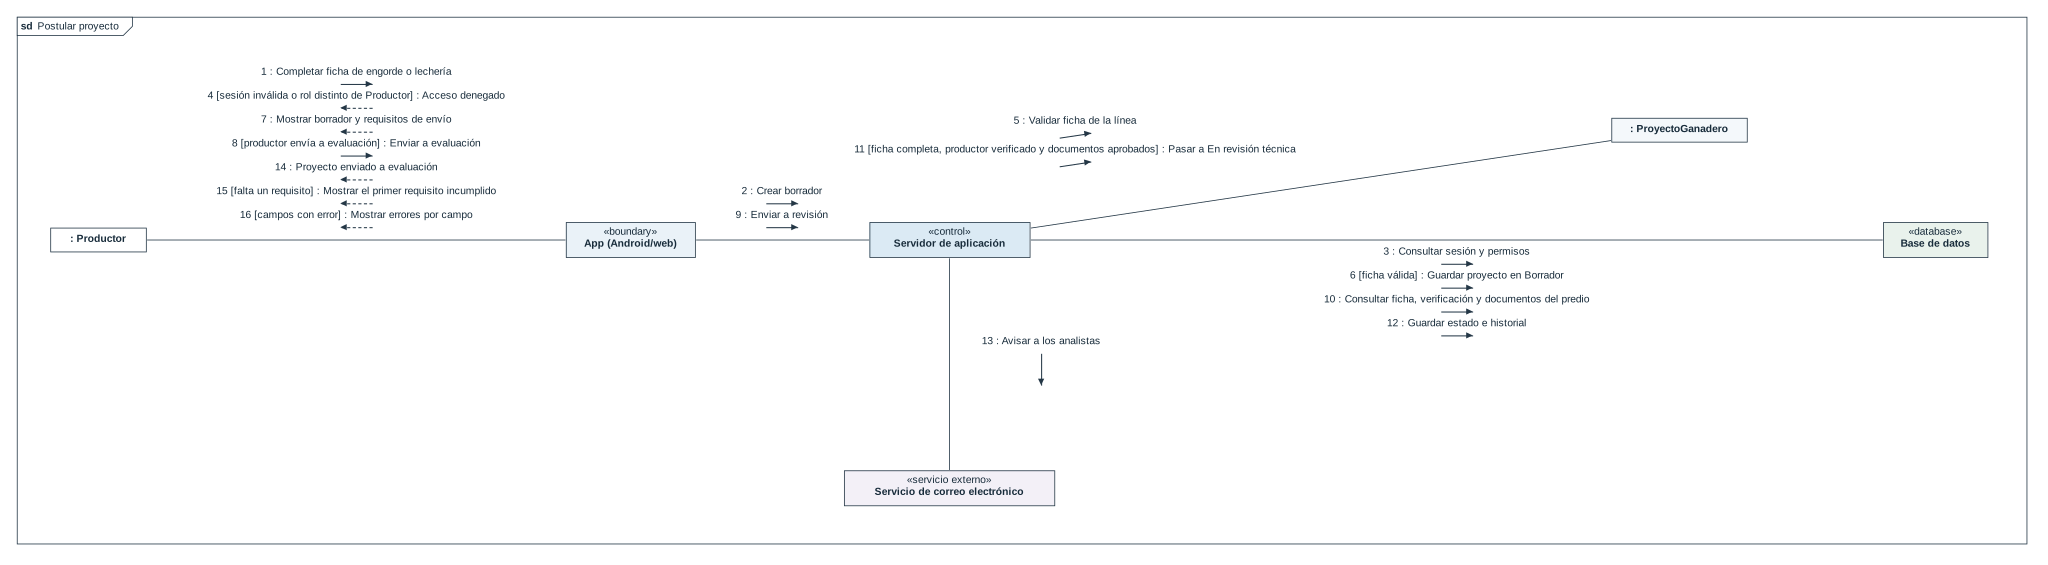 sd Postular proyecto
1 : Completar ficha de engorde o lechería
4 [sesión inválida o rol distinto de Productor] : Acceso denegado
7 : Mostrar borrador y requisitos de envío
8 [productor envía a evaluación] : Enviar a evaluación
14 : Proyecto enviado a evaluación
15 [falta un requisito] : Mostrar el primer requisito incumplido
16 [campos con error] : Mostrar errores por campo
5 : Validar ficha de la línea
11 [ficha completa, productor verificado y documentos aprobados] : Pasar a En revisión técnica
: ProyectoGanadero
2 : Crear borrador
9 : Enviar a revisión
: Productor
«boundary»
App (Android/web)
«control»
Servidor de aplicación
«database»
Base de datos
3 : Consultar sesión y permisos
6 [ficha válida] : Guardar proyecto en Borrador
10 : Consultar ficha, verificación y documentos del predio
12 : Guardar estado e historial
13 : Avisar a los analistas
«servicio externo»
Servicio de correo electrónico